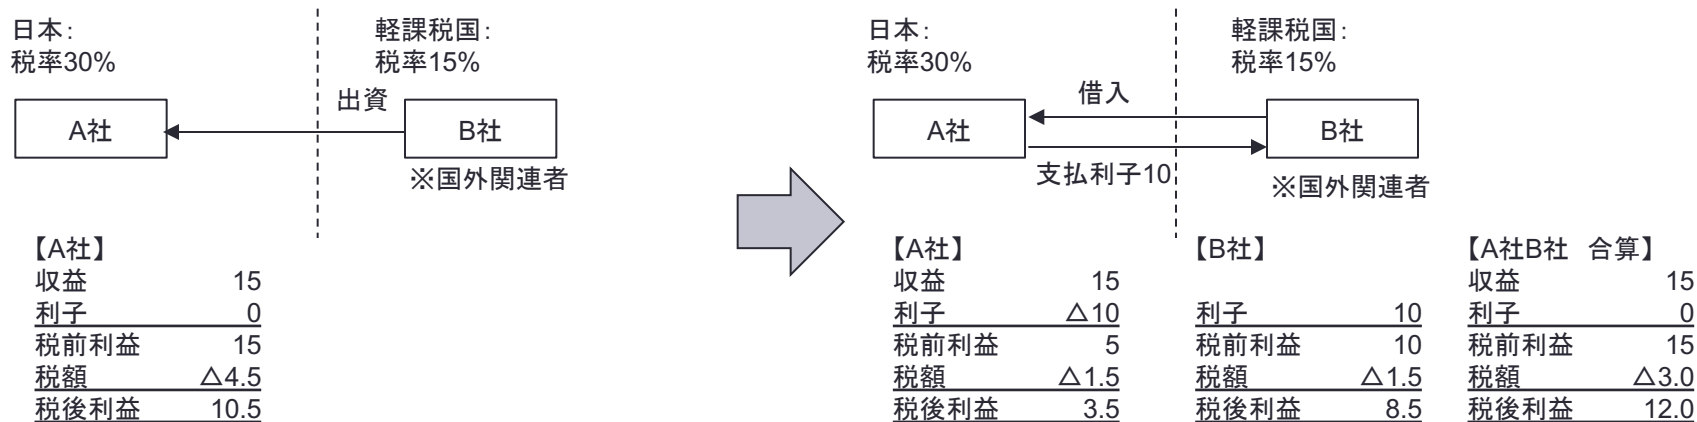 日本：
税率30%
軽課税国：
税率15%
出資
A社
B社
※国外関連者
【A社】
収益 15
利子 0
税前利益 15
税額 △4.5
税後利益 10.5
日本：
税率30%
軽課税国：
税率15%
借入
A社
B社
支払利子10
※国外関連者
【A社】
収益 15
利子 △10
税前利益 5
税額 △1.5
税後利益 3.5
【B社】
利子 10
税前利益 10
税額 △1.5
税後利益 8.5
【A社B社 合算】
収益 15
利子 0
税前利益 15
税額 △3.0
税後利益 12.0